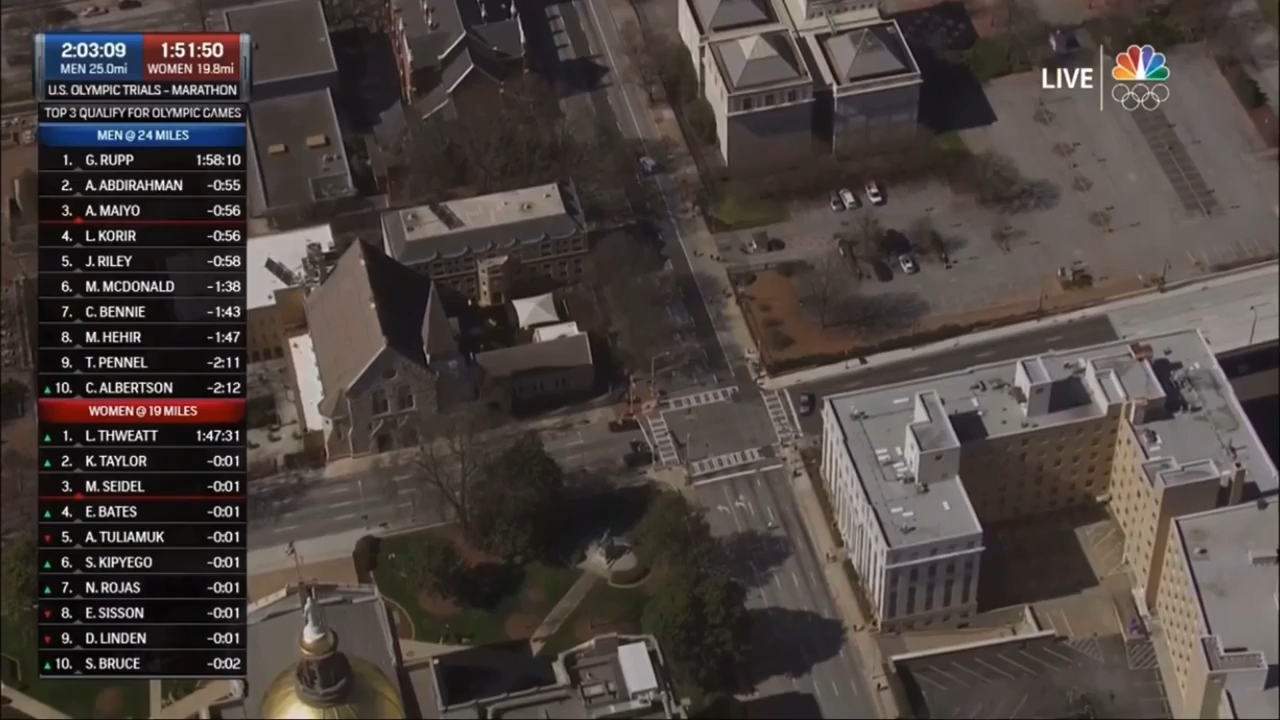 2:03:09 1:51:50
MEN 25.0mi WOMEN 19.8mi
U.S. OLYMPIC TRIALS - MARATHON
TOP 3 QUALIFY FOR OLYMPIC GAMES
MEN @ 24 MILES
1. G. RUPP 1:58:10
2. A. ABDIRAHMAN -0:55
3. A. MAIYO -0:56
4. L. KORIR -0:56
5. J. RILEY -0:58
6. M. MCDONALD -1:38
7. C. BENNIE -1:43
8. M. HEHIR -1:47
9. T. PENNEL -2:11
10. C. ALBERTSON -2:12
WOMEN @ 19 MILES
1. L. THWEATT 1:47:31
2. K. TAYLOR -0:01
3. M. SEIDEL -0:01
4. E. BATES -0:01
5. A. TULIAMUK -0:01
6. S. KIPYEGO -0:01
7. N. ROJAS -0:01
8. E. SISSON -0:01
9. D. LINDEN -0:01
10. S. BRUCE -0:02
LIVE